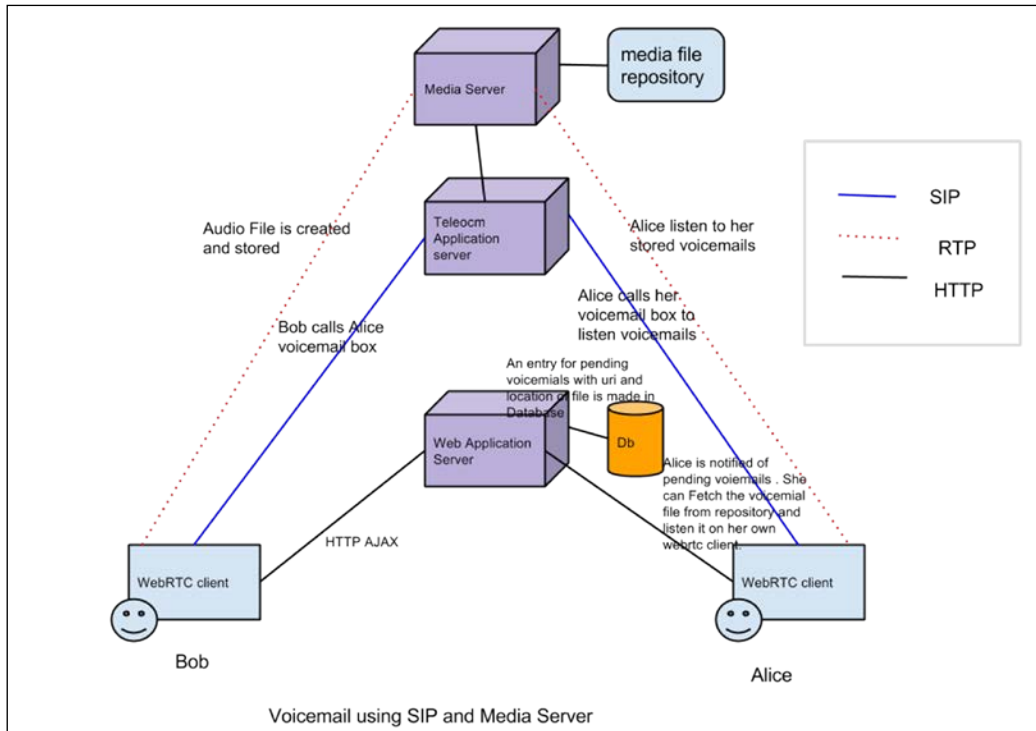 media file
repository
Media Server
SIP
RTP
HTTP
Audio File is created
and stored
Teleocm
Application
server
Alice listen to her
stored voicemails
Bob calls Alice
voicemail box
Alice calls her
voicemail box to
listen voicemails
An entry for pending
voicemials with uri and
location of file is made in
Database
Web Application
Server
Db
Alice is notified of
pending voiemails . She
can Fetch the voicemial
file from repository and
listen it on her own
webrtc client.
HTTP AJAX
WebRTC client
WebRTC client
Bob
Alice
Voicemail using SIP and Media Server